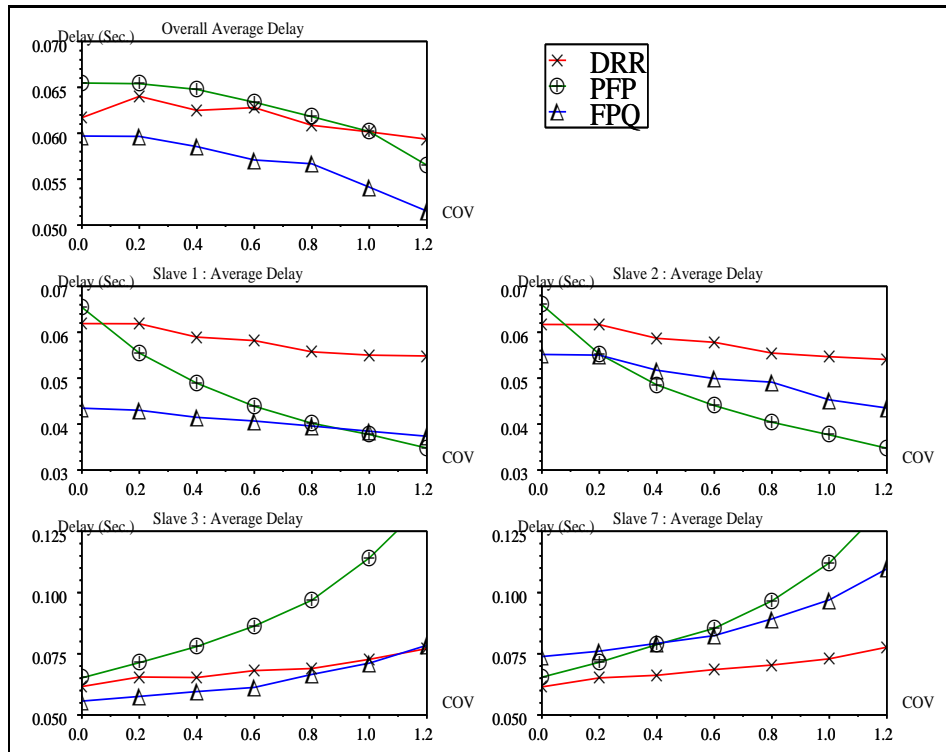 Overall Average Delay
Delay (Sec.)
0.070
0.065
0.060
0.055
0.050
COV
0.0 0.2 0.4 0.6 0.8 1.0 1.2
DRR
PFP
FPQ
Slave 1 : Average Delay
Delay (Sec.)
0.07
0.06
0.05
0.04
0.03
COV
0.0 0.2 0.4 0.6 0.8 1.0 1.2
Slave 2 : Average Delay
Delay (Sec.)
0.07
0.06
0.05
0.04
0.03
COV
0.0 0.2 0.4 0.6 0.8 1.0 1.2
Slave 3 : Average Delay
Delay (Sec.)
0.125
0.100
0.075
0.050
COV
0.0 0.2 0.4 0.6 0.8 1.0 1.2
Slave 7 : Average Delay
Delay (Sec.)
0.125
0.100
0.075
0.050
COV
0.0 0.2 0.4 0.6 0.8 1.0 1.2